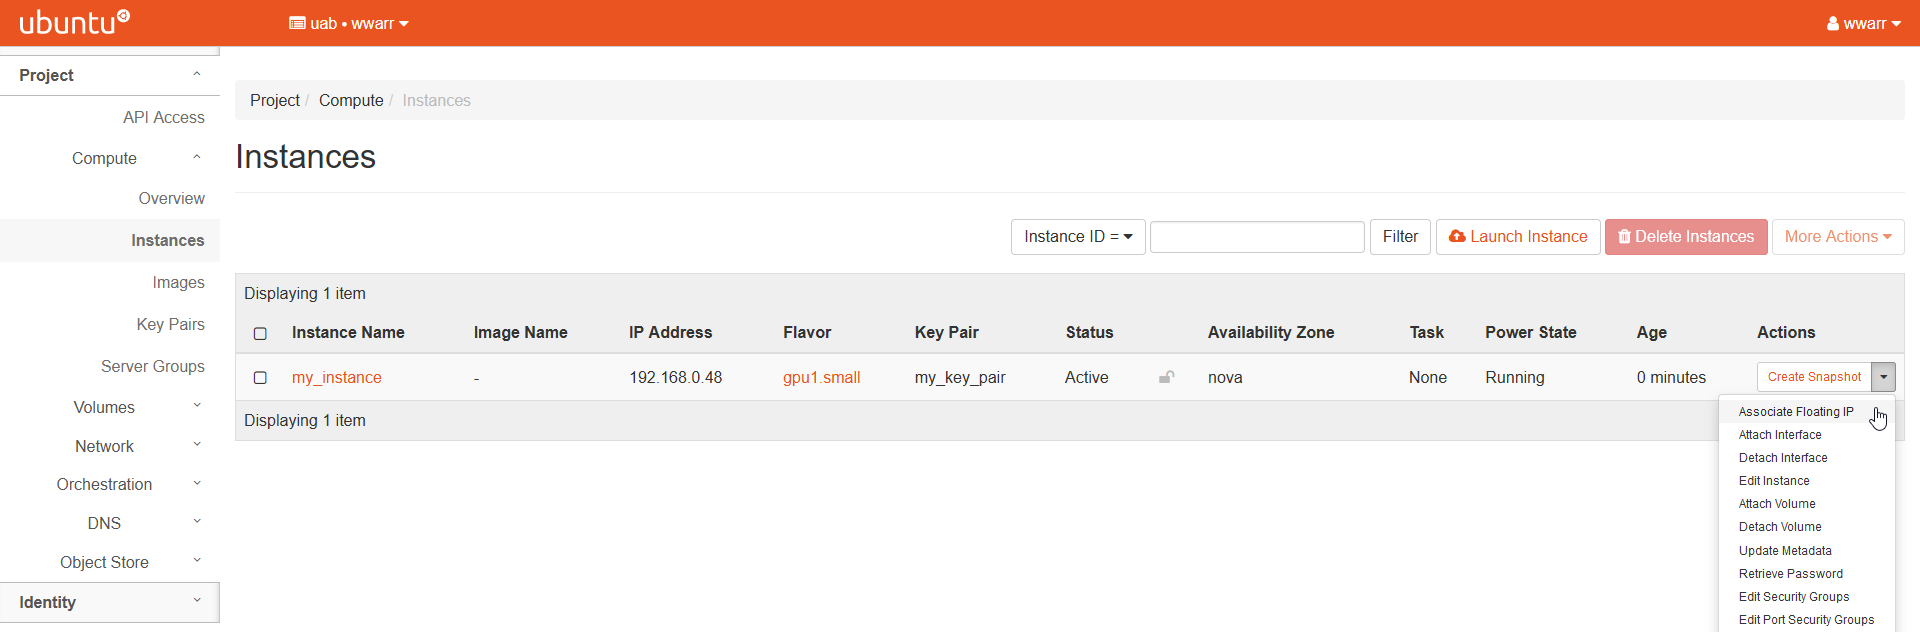 ubuntu
uab • wwarr
wwarr
Project
API Access
Compute
Overview
Instances
Images
Key Pairs
Server Groups
Volumes
Network
Orchestration
DNS
Object Store
Identity
Project / Compute / Instances
Instances
Instance ID = Filter Launch Instance Delete Instances More Actions
Displaying 1 item
Instance Name Image Name IP Address Flavor Key Pair Status Availability Zone Task Power State Age Actions
my_instance - 192.168.0.48 gpu1.small my_key_pair Active nova None Running 0 minutes Create Snapshot
Displaying 1 item
Associate Floating IP
Attach Interface
Detach Interface
Edit Instance
Attach Volume
Detach Volume
Update Metadata
Retrieve Password
Edit Security Groups
Edit Port Security Groups